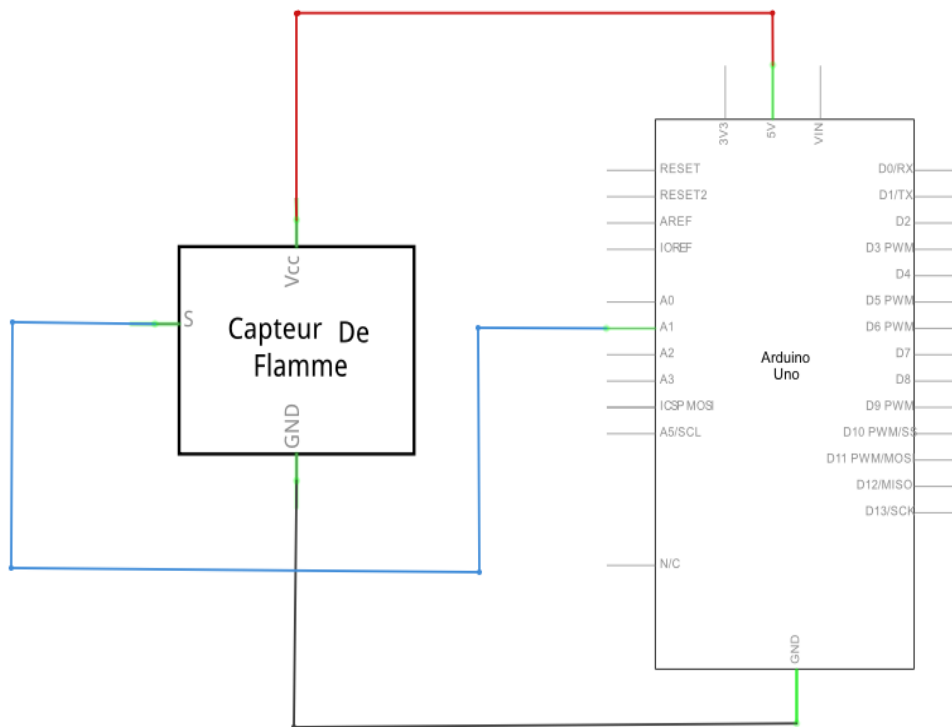 3V3
5V
VIN
RESET
RESET2
AREF
IOREF
A0
A1
A2
A3
ICSP MOSI
A5/SCL
N/C
D0/RX
D1/TX
D2
D3 PWM
D4
D5 PWM
D6 PWM
D7
D8
D9 PWM
D10 PWM/SS
D11 PWM/MOSI
D12/MISO
D13/SCK
GND
Arduino
Uno
Vcc
S
Capteur De
Flamme
GND